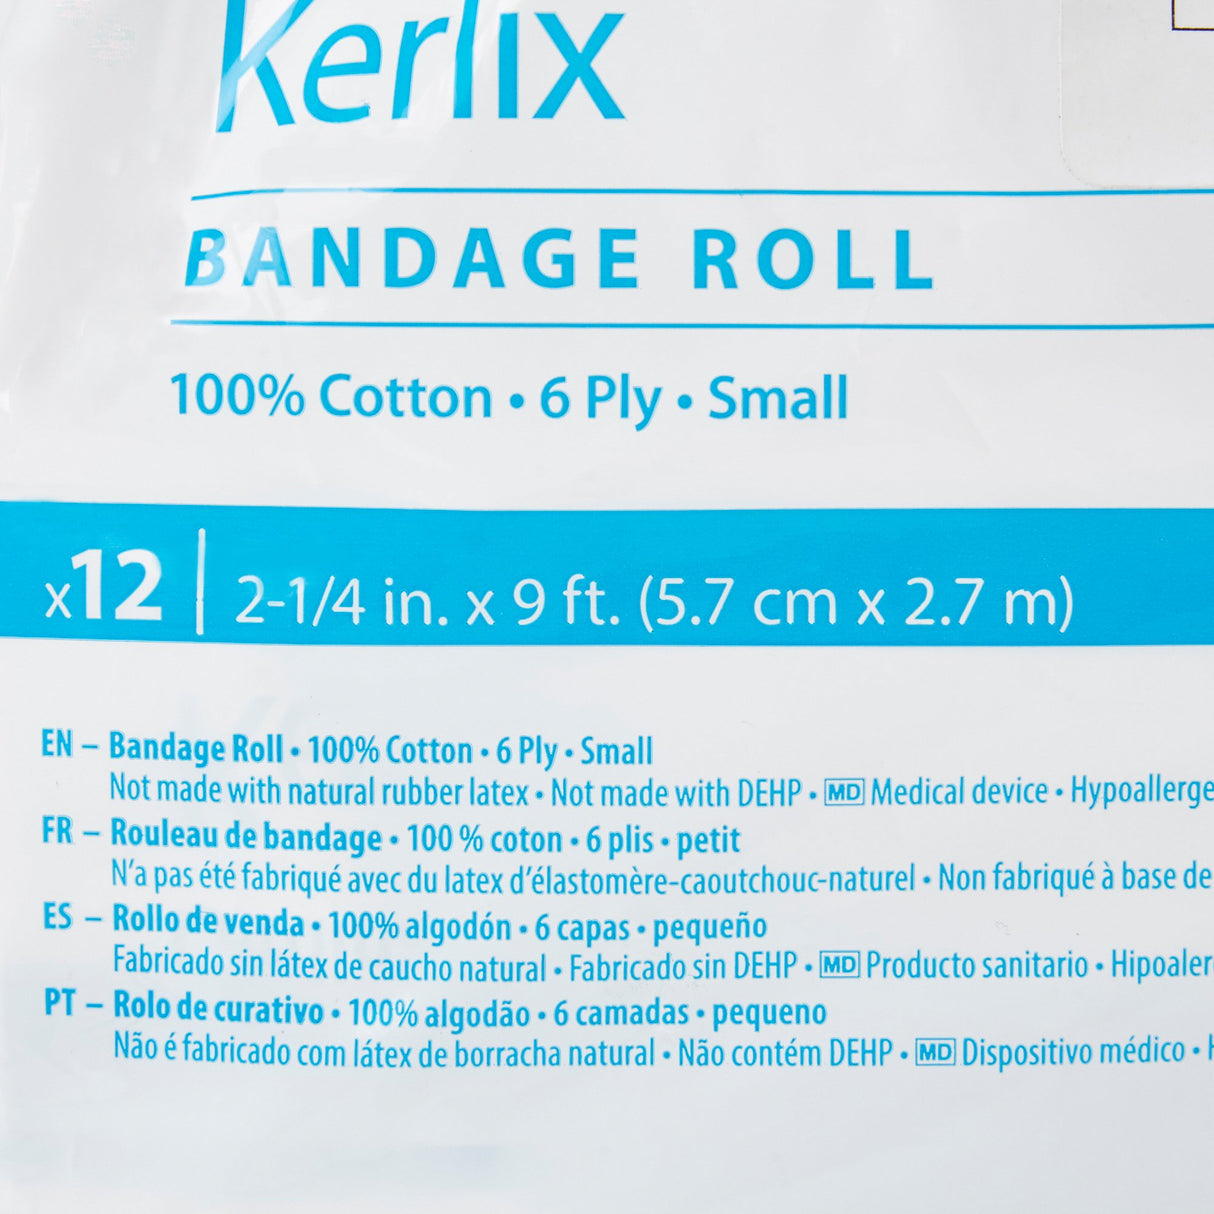 Kerlix
BANDAGE ROLL
100% Cotton • 6 Ply • Small
x12 | 2-1/4 in. x 9 ft. (5.7 cm x 2.7 m)
EN – Bandage Roll • 100% Cotton • 6 Ply • Small
Not made with natural rubber latex • Not made with DEHP • MD Medical device • Hypoallerge
FR – Rouleau de bandage • 100 % coton • 6 plis • petit
N'a pas été fabriqué avec du latex d'élastomère-caoutchouc-naturel • Non fabriqué à base de
ES – Rollo de venda • 100% algodón • 6 capas • pequeño
Fabricado sin látex de caucho natural • Fabricado sin DEHP • MD Producto sanitario • Hipoaler
PT – Rolo de curativo • 100% algodão • 6 camadas • pequeno
Não é fabricado com látex de borracha natural • Não contém DEHP • MD Dispositivo médico •